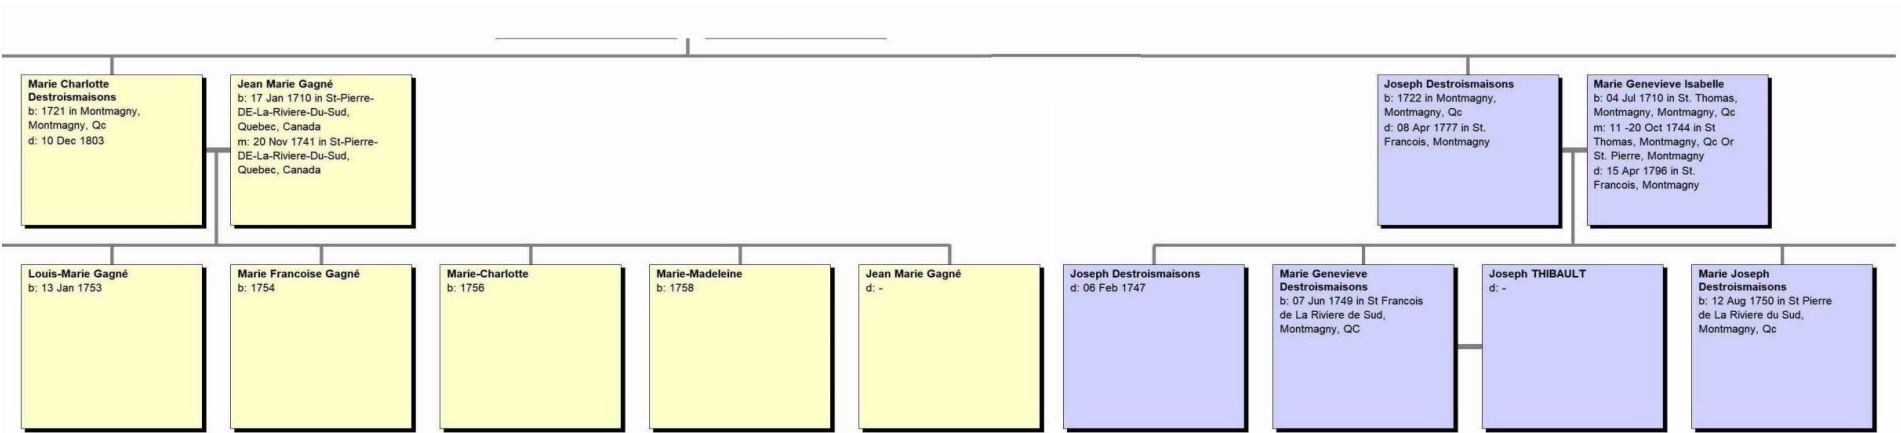 Marie Charlotte
Destroismaisons
b: 1721 in Montmagny,
Montmagny, Qc
d: 10 Dec 1803
Jean Marie Gagné
b: 17 Jan 1710 in St-Pierre-
DE-La-Riviere-Du-Sud,
Quebec, Canada
m: 20 Nov 1741 in St-Pierre-
DE-La-Riviere-Du-Sud,
Quebec, Canada
Joseph Destroismaisons
b: 1722 in Montmagny,
Montmagny, Qc
d: 08 Apr 1777 in St.
Francois, Montmagny
Marie Genevieve Isabelle
b: 04 Jul 1710 in St. Thomas,
Montmagny, Montmagny, Qc
m: 11 -20 Oct 1744 in St
Thomas, Montmagny, Qc Or
St. Pierre, Montmagny
d: 15 Apr 1796 in St.
Francois, Montmagny
Louis-Marie Gagné
b: 13 Jan 1753
Marie Francoise Gagné
b: 1754
Marie-Charlotte
b: 1756
Marie-Madeleine
b: 1758
Jean Marie Gagné
d: -
Joseph Destroismaisons
d: 06 Feb 1747
Marie Genevieve
Destroismaisons
b: 07 Jun 1749 in St Francois
de La Riviere de Sud,
Montmagny, QC
Joseph THIBAULT
d: -
Marie Joseph
Destroismaisons
b: 12 Aug 1750 in St Pierre
de La Riviere du Sud,
Montmagny, Qc